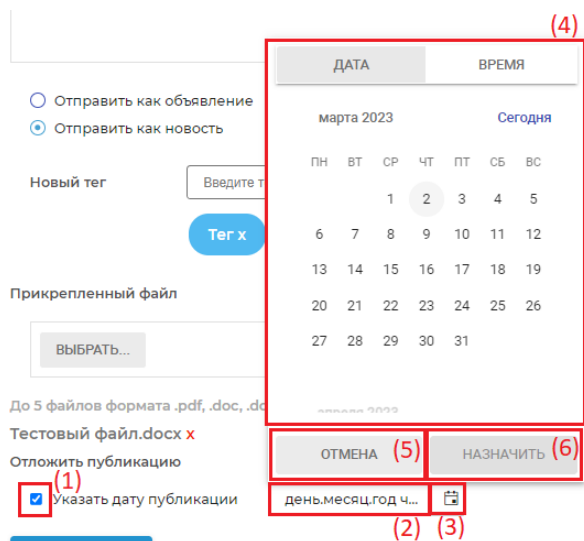 (4)
ДАТА ВРЕМЯ
Отправить как объявление
Отправить как новость
марта 2023 Сегодня
ПН ВТ СР ЧТ ПТ СБ ВС
Новый тег
Введите т
1 2 3 4 5
Тег x
6 7 8 9 10 11 12
13 14 15 16 17 18 19
Прикрепленный файл
20 21 22 23 24 25 26
27 28 29 30 31
ВЫБРАТЬ...
До 5 файлов формата .pdf, .doc, .do
апреля 2023
Тестовый файл.docx x
Отложить публикацию
ОТМЕНА (5) НАЗНАЧИТЬ (6)
(1)
Указать дату публикации
день.месяц.год ч...
(2) (3)